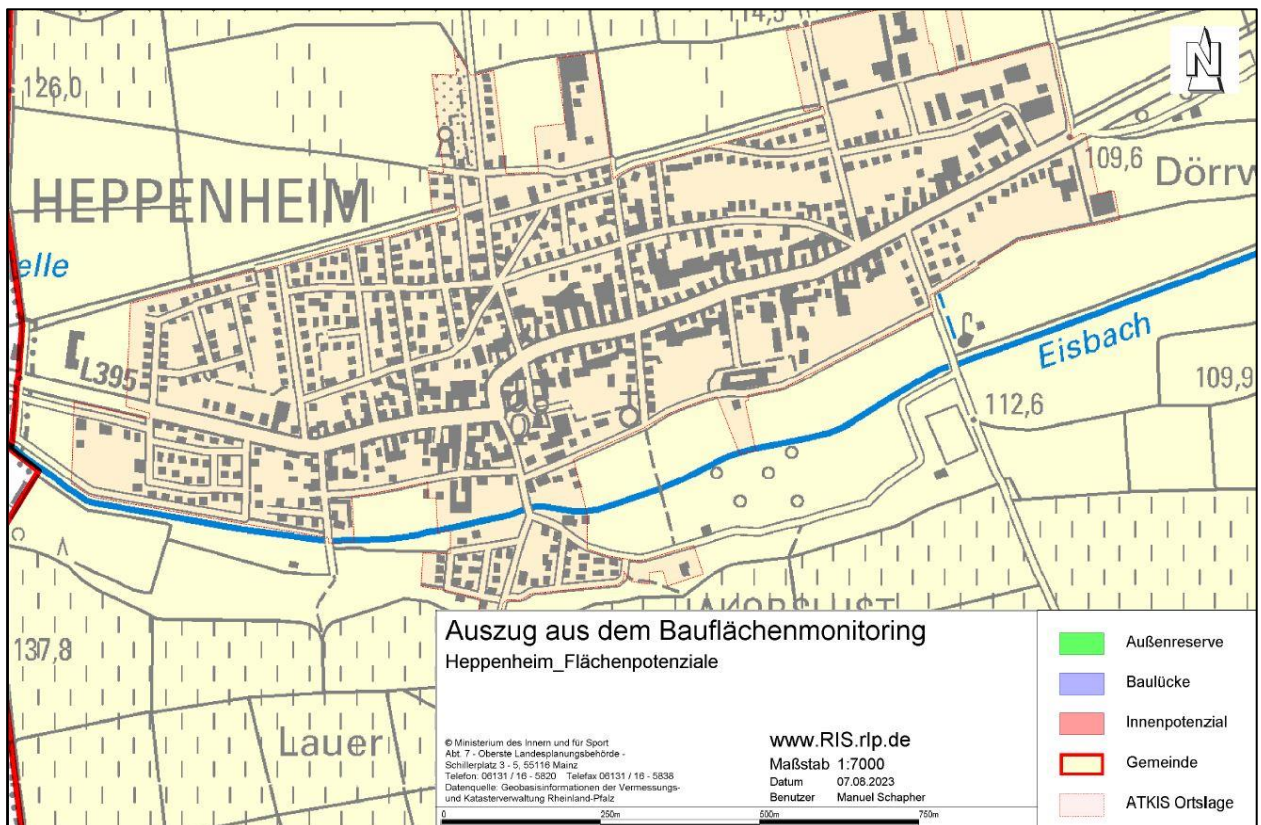 114,5
N
126,0
HEPPENHEIM
109,6
Dörrw
elle
L395
Eisbach
109,9
112,6
137,8
Lauer
Auszug aus dem Bauflächenmonitoring
Heppenheim_Flächenpotenziale
© Ministerium des Innern und für Sport
Abt. 7 - Oberste Landesplanungsbehörde -
Schillerplatz 3 - 5, 55116 Mainz
Telefon: 06131 / 16 - 5820 Telefax 06131 / 16 - 5838
Datenquelle: Geobasisinformationen der Vermessungs-
und Katasterverwaltung Rheinland-Pfalz
www.RIS.rlp.de
Maßstab 1:7000
Datum 07.08.2023
Benutzer Manuel Schapher
0 250m 500m 750m
Außenreserve
Baulücke
Innenpotenzial
Gemeinde
ATKIS Ortslage